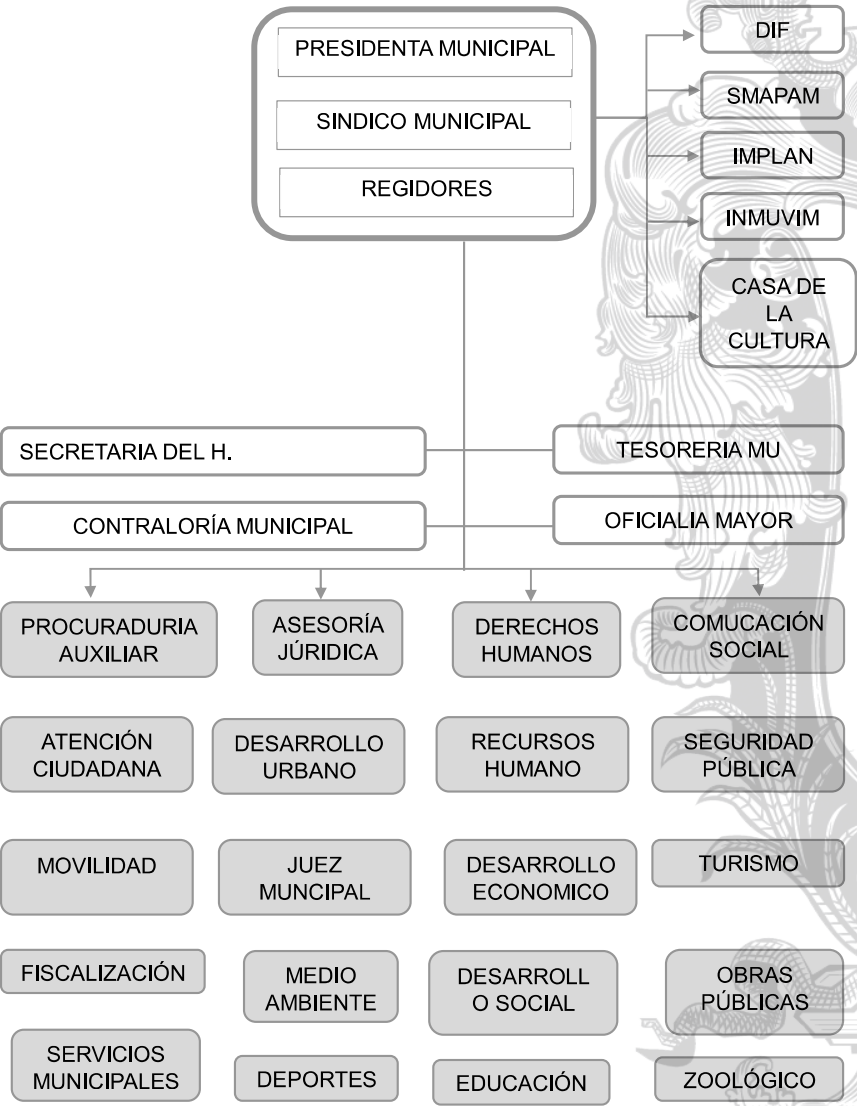 PRESIDENTA MUNICIPAL
SINDICO MUNICIPAL
REGIDORES
DIF
SMAPAM
IMPLAN
INMUVIM
CASA DE
LA
CULTURA
SECRETARIA DEL H.
TESORERIA MU
CONTRALORÍA MUNICIPAL
OFICIALIA MAYOR
PROCURADURIA
AUXILIAR
ASESORÍA
JÚRIDICA
DERECHOS
HUMANOS
COMUCACIÓN
SOCIAL
ATENCIÓN
CIUDADANA
DESARROLLO
URBANO
RECURSOS
HUMANO
SEGURIDAD
PÚBLICA
MOVILIDAD
JUEZ
MUNCIPAL
DESARROLLO
ECONOMICO
TURISMO
FISCALIZACIÓN
MEDIO
AMBIENTE
DESARROLL
O SOCIAL
OBRAS
PÚBLICAS
SERVICIOS
MUNICIPALES
DEPORTES
EDUCACIÓN
ZOOLÓGICO